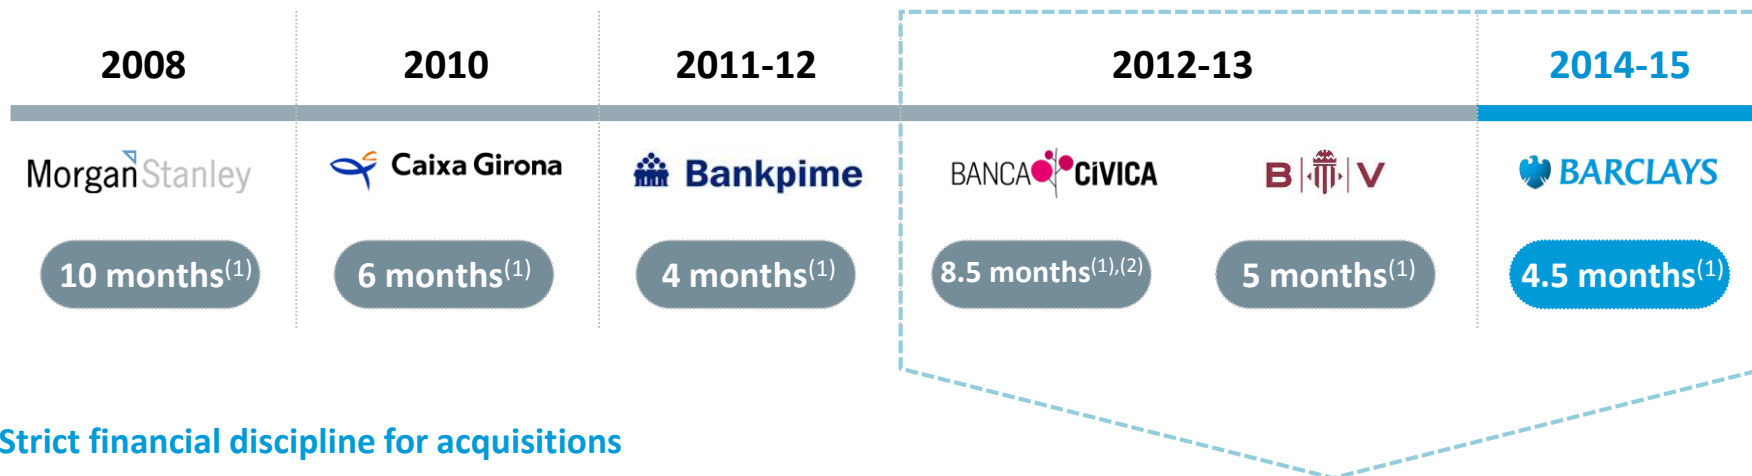 2008 2010 2011-12 2012-13 2014-15
Morgan Stanley Caixa Girona Bankpime BANCA CÍVICA B V BARCLAYS
10 months(1) 6 months(1) 4 months(1) 8.5 months(1),(2) 5 months(1) 4.5 months(1)
Strict financial discipline for acquisitions